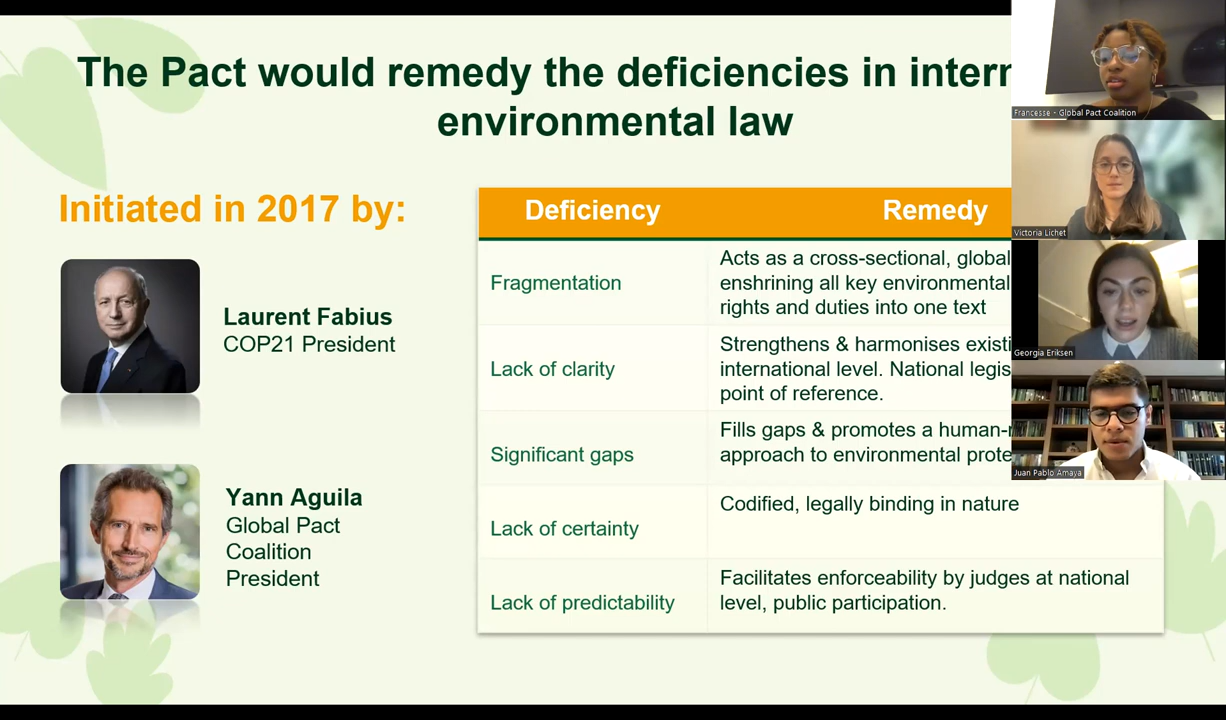 The Pact would remedy the deficiencies in intern
environmental law
Initiated in 2017 by:
Laurent Fabius
COP21 President
Yann Aguila
Global Pact
Coalition
President
Deficiency Remedy
Fragmentation
Acts as a cross-sectional, global
enshrining all key environmental
rights and duties into one text
Lack of clarity
Strengthens & harmonises existi
international level. National legis
point of reference.
Significant gaps
Fills gaps & promotes a human-
approach to environmental prote
Lack of certainty
Codified, legally binding in nature
Lack of predictability
Facilitates enforceability by judges at national
level, public participation.
Francesse - Global Pact Coalition
Victoria Lichet
Georgia Eriksen
Juan Pablo Amaya